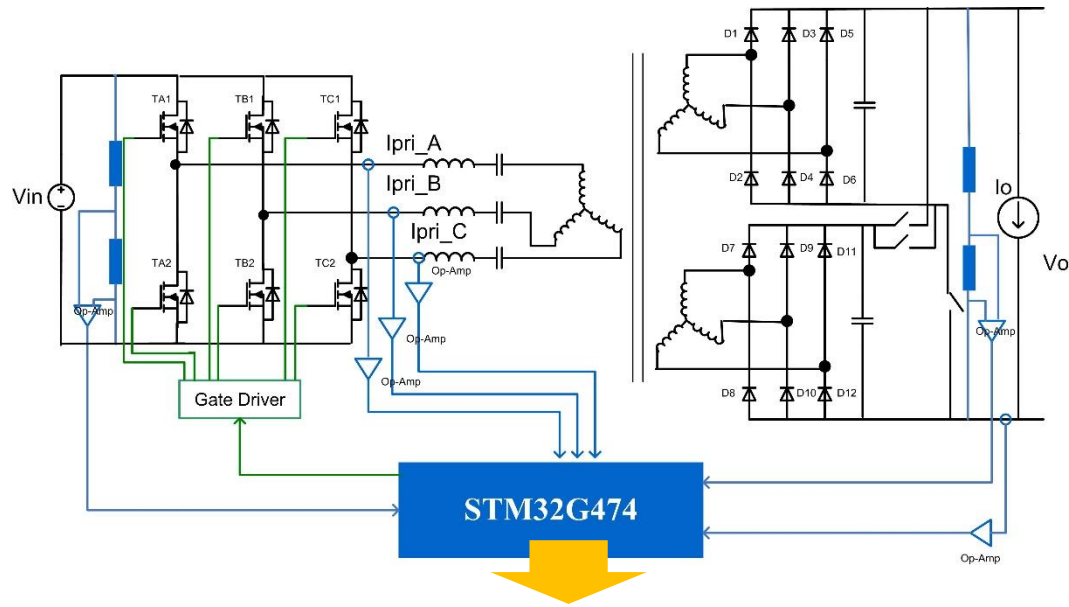 D1
D3
D5
TA1
TB1
TC1
Ipri_A
Ipri_B
Ipri_C
Vin
Op-Amp
D2
D4
D6
Io
Vo
TA2
TB2
TC2
D7
D9
D11
Op-Amp
Op-Amp
Op-Amp
Op-Amp
Gate Driver
D8
D10
D12
STM32G474
Op-Amp